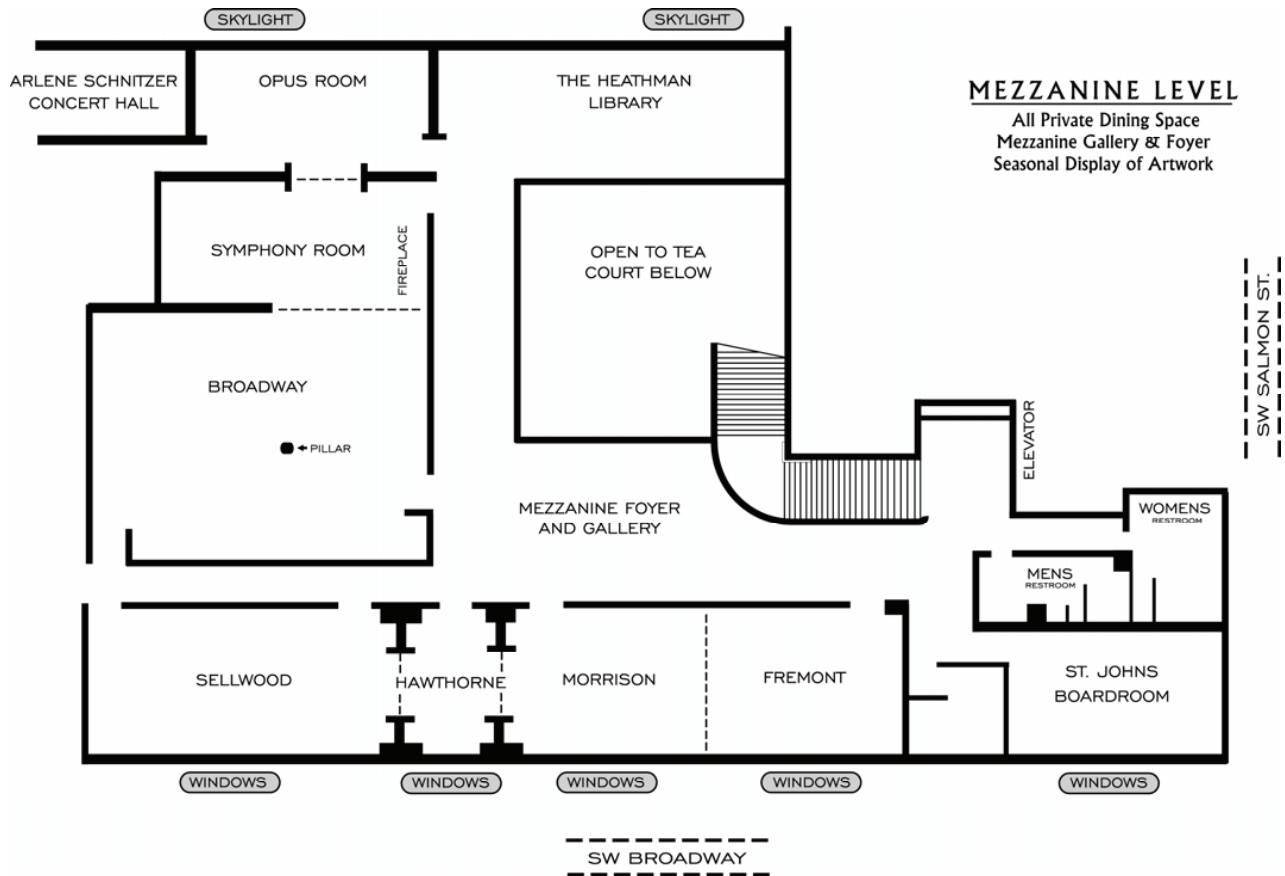 SKYLIGHT
SKYLIGHT
ARLENE SCHNITZER
CONCERT HALL
OPUS ROOM
THE HEATHMAN
LIBRARY
MEZZANINE LEVEL
All Private Dining Space
Mezzanine Gallery & Foyer
Seasonal Display of Artwork
SYMPHONY ROOM
FIREPLACE
OPEN TO TEA
COURT BELOW
SW SALMON ST.
BROADWAY
PILLAR
ELEVATOR
MEZZANINE FOYER
AND GALLERY
WOMENS
RESTROOM
MENS
RESTROOM
SELLWOOD
HAWTHORNE
MORRISON
FREMONT
ST. JOHNS
BOARDROOM
WINDOWS
WINDOWS
WINDOWS
WINDOWS
WINDOWS
SW BROADWAY